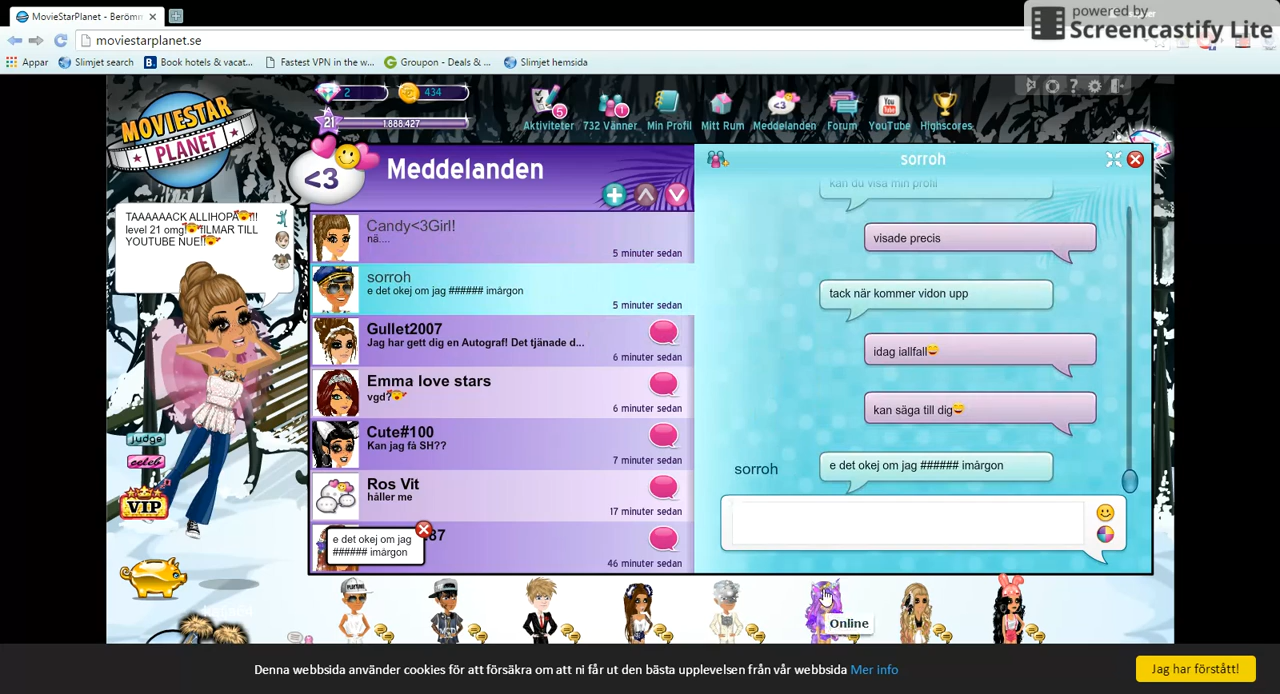 MovieStarPlanet - Berömr
powered by
Screencastify Lite
moviestarplanet.se
Appar
Slimjet search
Book hotels & vacat...
Fastest VPN in the w...
Groupon - Deals & ...
Slimjet hemsida
MOVIESTAR
PLANET
2
434
21
1.888.427
5
1
<3
Aktiviteter
732 Vänner
Min Profil
Mitt Rum
Meddelanden
Forum
YouTube
Highscores
<3
Meddelanden
sorroh
TAAAAAACK ALLIHOPA!!
level 21 omg FILMAR TILL
YOUTUBE NUE!
Candy<3Girl!
nä....
5 minuter sedan
sorroh
e det okej om jag ###### imårgon
5 minuter sedan
Gullet2007
Jag har gett dig en Autograf! Det tjänade d...
6 minuter sedan
Emma love stars
vgd?
6 minuter sedan
Cute#100
Kan jag få SH??
7 minuter sedan
Ros Vit
håller me
17 minuter sedan
37
46 minuter sedan
e det okej om jag
###### imårgon
kan du visa min profil
visade precis
tack när kommer vidon upp
idag iallfall
kan säga till dig
sorroh
e det okej om jag ###### imårgon
judge
celeb
VIP
Online
Denna webbsida använder cookies för att försäkra om att ni får ut den bästa upplevelsen från vår webbsida Mer info
Jag har förstått!